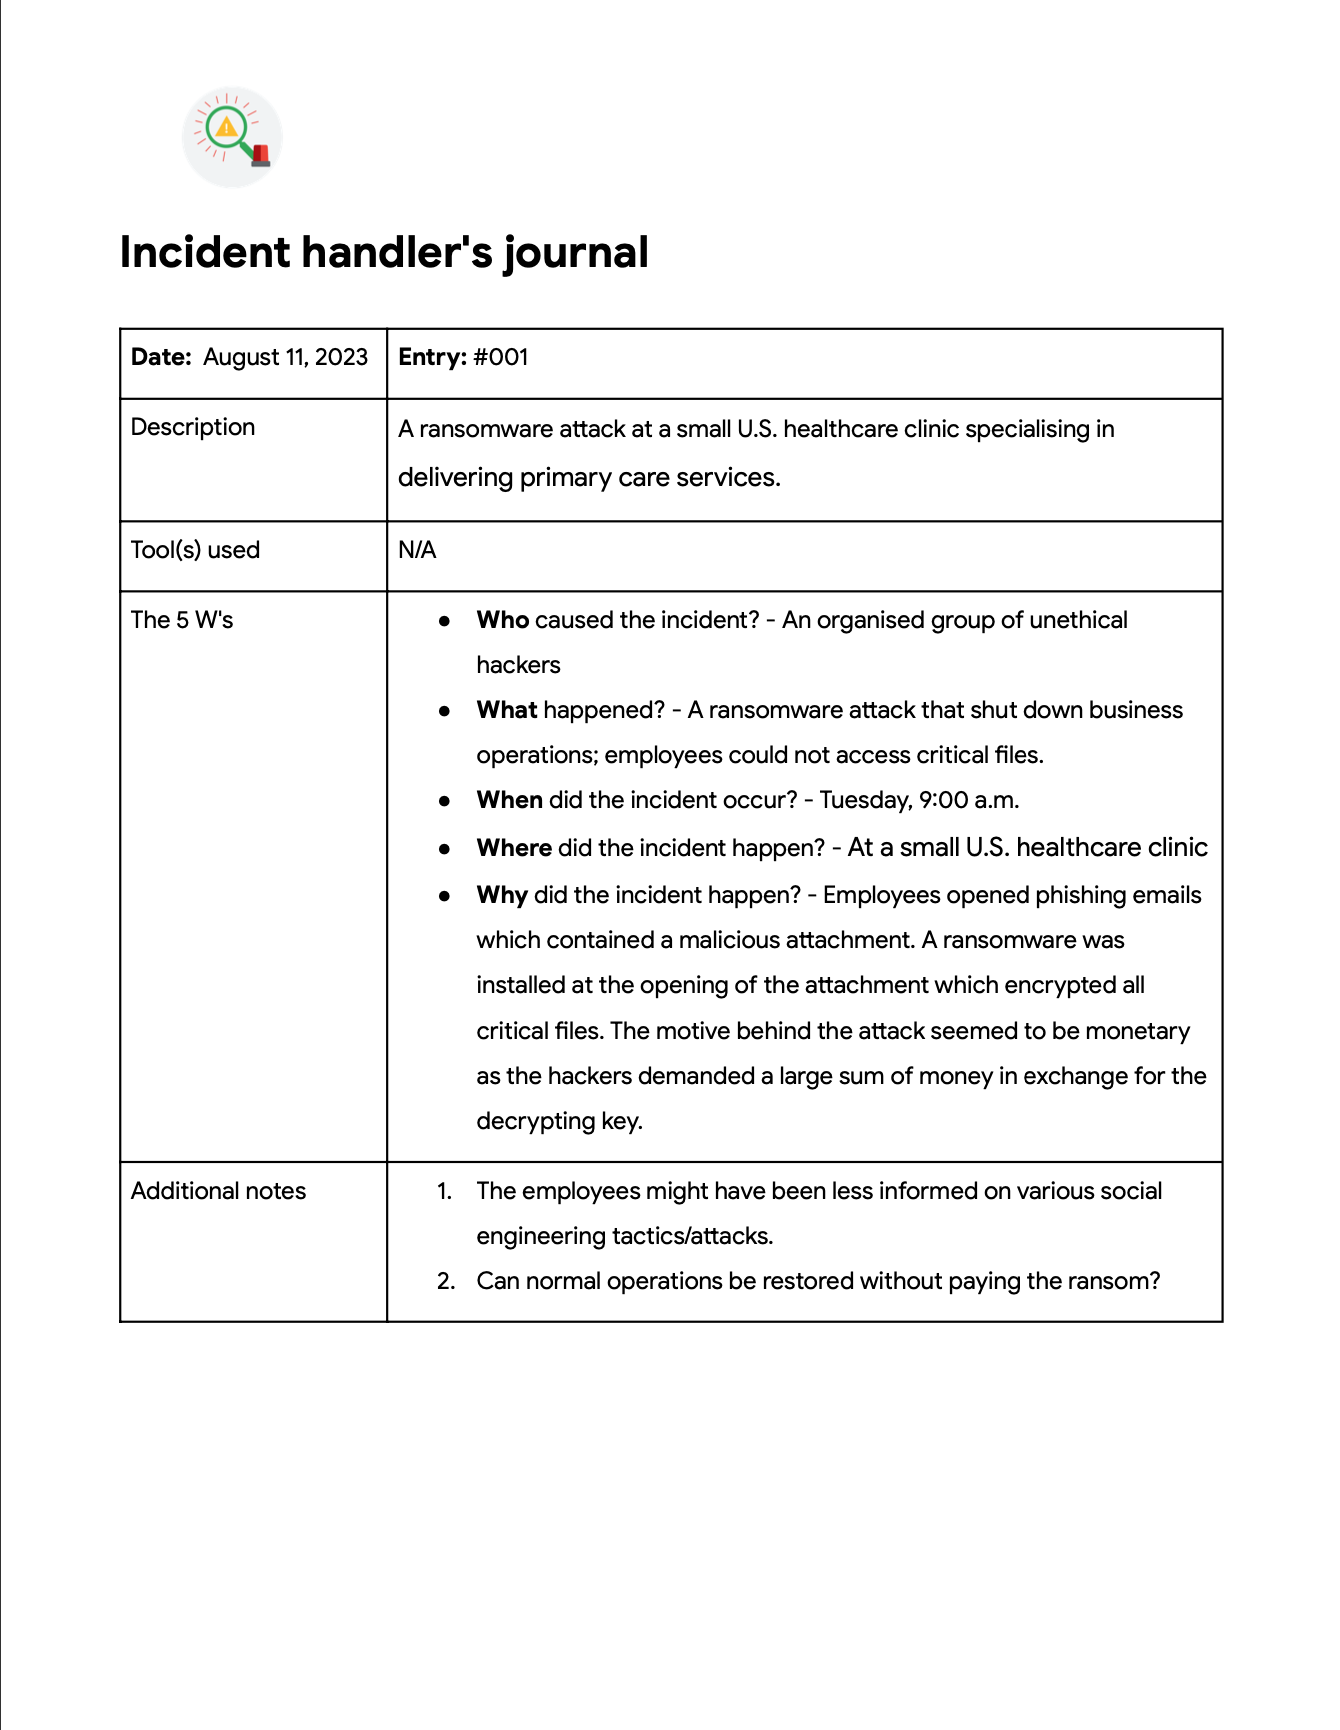 Incident handler's journal
Date: August 11, 2023
Entry: #001
Description
A ransomware attack at a small U.S. healthcare clinic specialising in
delivering primary care services.
Tool(s) used
N/A
The 5 W's
● Who caused the incident? - An organised group of unethical
hackers
● What happened? - A ransomware attack that shut down business
operations; employees could not access critical files.
● When did the incident occur? - Tuesday, 9:00 a.m.
● Where did the incident happen? - At a small U.S. healthcare clinic
● Why did the incident happen? - Employees opened phishing emails
which contained a malicious attachment. A ransomware was
installed at the opening of the attachment which encrypted all
critical files. The motive behind the attack seemed to be monetary
as the hackers demanded a large sum of money in exchange for the
decrypting key.
Additional notes
1. The employees might have been less informed on various social
engineering tactics/attacks.
2. Can normal operations be restored without paying the ransom?